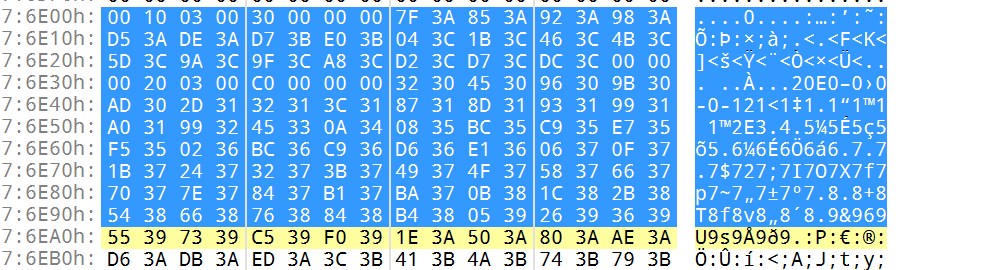 7:6E00h: 00 10 03 00 30 00 00 00 7F 3A 85 3A 92 3A 98 3A ....0....:…:’:˜:
7:6E10h: D5 3A DE 3A D7 3B E0 3B 04 3C 1B 3C 46 3C 4B 3C Õ:Þ:×;à;.<.<F<K<
7:6E20h: 5D 3C 9A 3C 9F 3C A8 3C D2 3C D7 3C DC 3C 00 00 ]<š<Ÿ<¨<Ò<×<Ü<..
7:6E30h: 00 20 03 00 C0 00 00 00 32 30 45 30 96 30 9B 30 . ..À...20E0–0›0
7:6E40h: AD 30 2D 31 32 31 3C 31 87 31 8D 31 93 31 99 31 -0-121<1‡1.1“1™1
7:6E50h: A0 31 99 32 45 33 0A 34 08 35 BC 35 C9 35 E7 35 1™2E3.4.5¼5É5ç5
7:6E60h: F5 35 02 36 BC 36 C9 36 D6 36 E1 36 06 37 0F 37 õ5.6¼6É6Ö6á6.7.7
7:6E70h: 1B 37 24 37 32 37 3B 37 49 37 4F 37 58 37 66 37 .7$727;7I7O7X7f7
7:6E80h: 70 37 7E 37 84 37 B1 37 BA 37 0B 38 1C 38 2B 38 p7~7„7±7º7.8.8+8
7:6E90h: 54 38 66 38 76 38 84 38 B4 38 05 39 26 39 36 39 T8f8v8„8´8.9&969
7:6EA0h: 55 39 73 39 C5 39 F0 39 1E 3A 50 3A 80 3A AE 3A U9s9Å9ð9.:P:€:®:
7:6EB0h: D6 3A DB 3A ED 3A 3C 3B 41 3B 4A 3B 74 3B 79 3B Ö:Û:í:<;A;J;t;y;